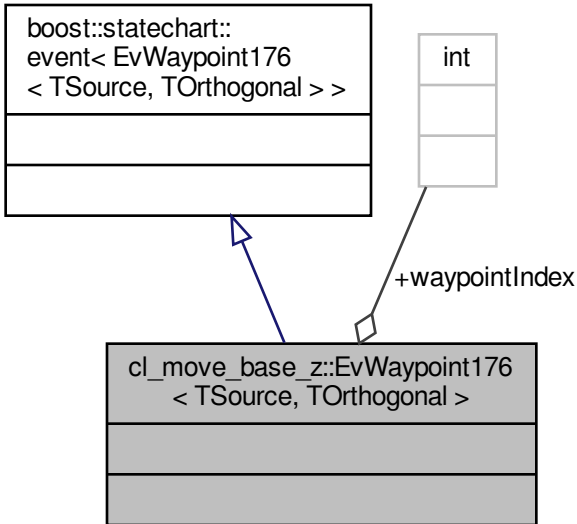 boost::statechart::
event< EvWaypoint176
< TSource, TOrthogonal > >
int
+waypointIndex
cl_move_base_z::EvWaypoint176
< TSource, TOrthogonal >